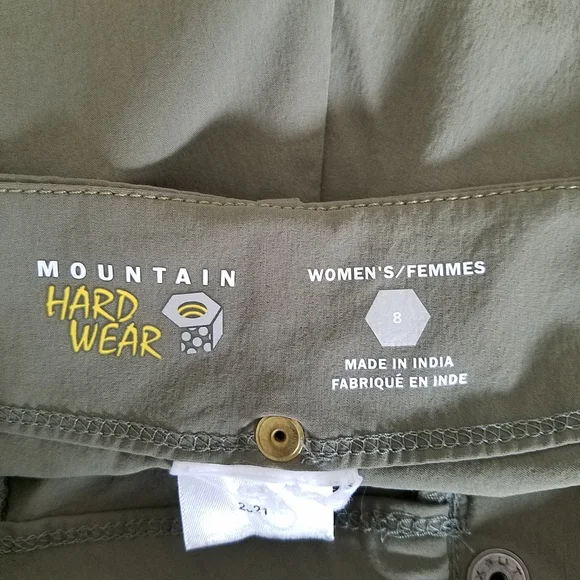 MOUNTAIN
HARD
WEAR
WOMEN'S/FEMMES
8
MADE IN INDIA
FABRIQUÉ EN INDE